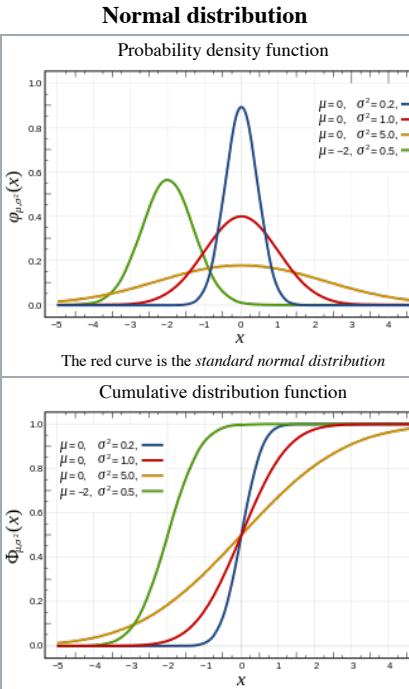 Normal distribution
Probability density function
μ=0, σ²=0.2,
μ=0, σ²=1.0,
μ=0, σ²=5.0,
μ=−2, σ²=0.5,
φμ,σ²(x)
1.0
0.8
0.6
0.4
0.2
0.0
−5 −4 −3 −2 −1 0 1 2 3 4
x
The red curve is the standard normal distribution
Cumulative distribution function
μ=0, σ²=0.2,
μ=0, σ²=1.0,
μ=0, σ²=5.0,
μ=−2, σ²=0.5,
Φμ,σ²(x)
1.0
0.8
0.6
0.4
0.2
0.0
−5 −4 −3 −2 −1 0 1 2 3 4
x